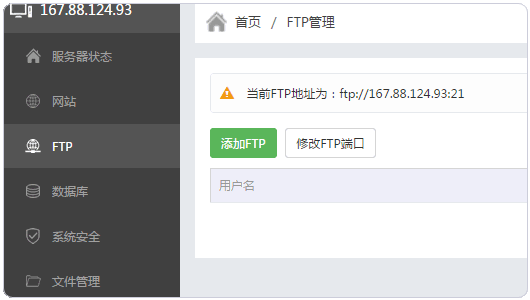 167.88.124.93
服务器状态
网站
FTP
数据库
系统安全
文件管理
首页 / FTP管理
当前FTP地址为：ftp://167.88.124.93:21
添加FTP 修改FTP端口
用户名